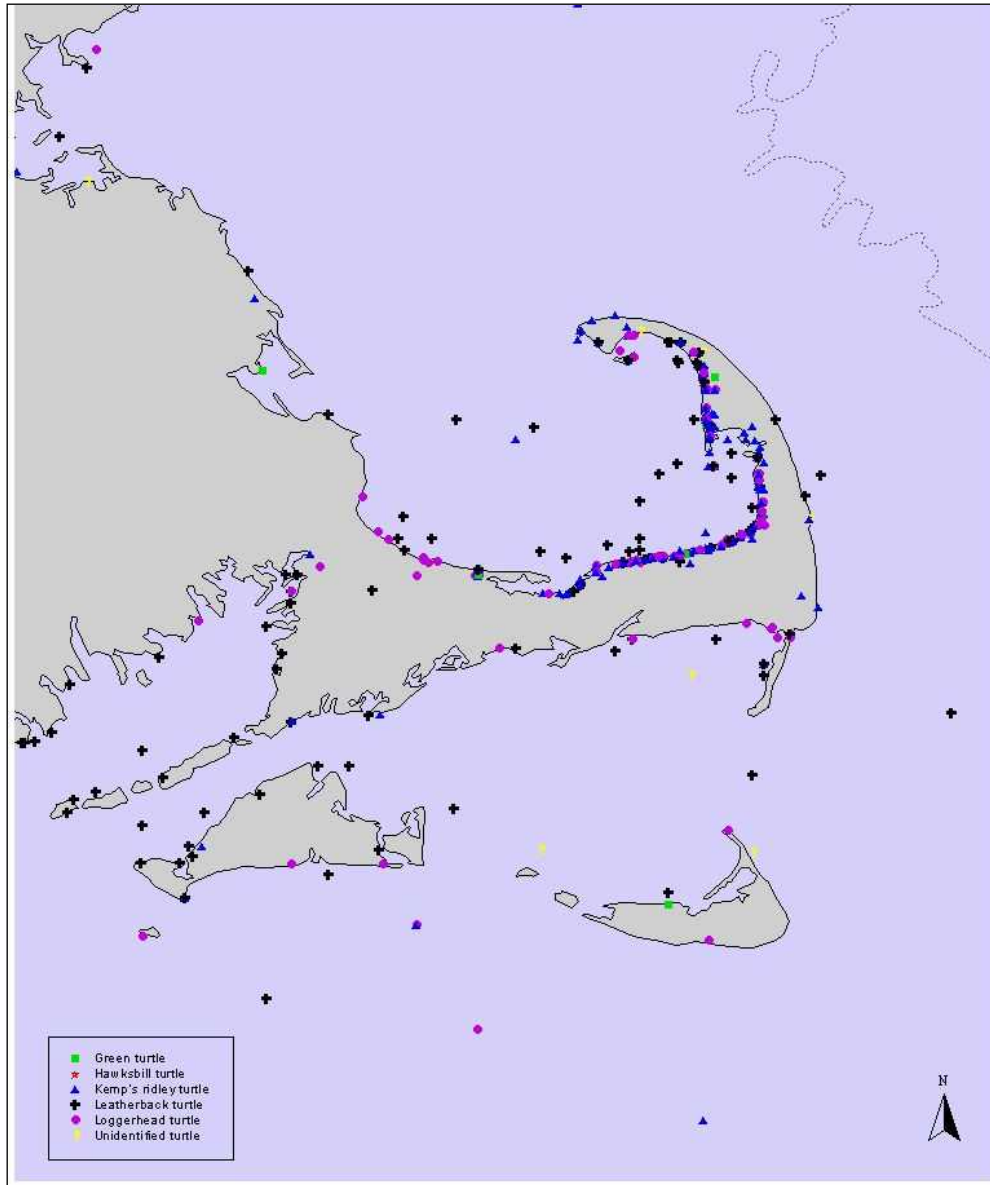 Green turtle
Hawksbill turtle
Kemp's ridley turtle
Leatherback turtle
Loggerhead turtle
Unidentified turtle
N